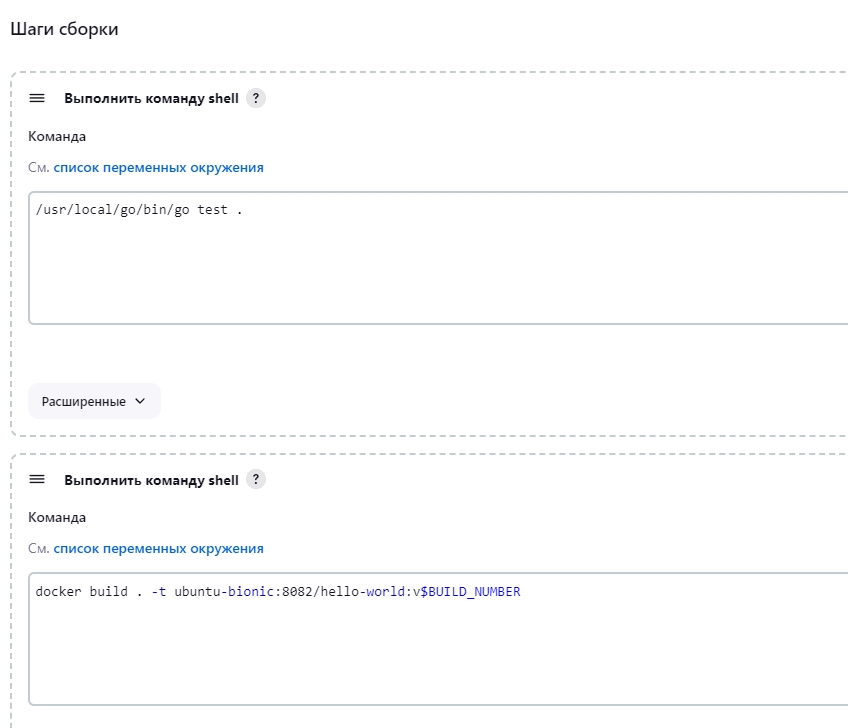 Шаги сборки
Выполнить команду shell ?
Команда
См. список переменных окружения
/usr/local/go/bin/go test .
Расширенные
Выполнить команду shell ?
Команда
См. список переменных окружения
docker build . -t ubuntu-bionic:8082/hello-world:v$BUILD_NUMBER